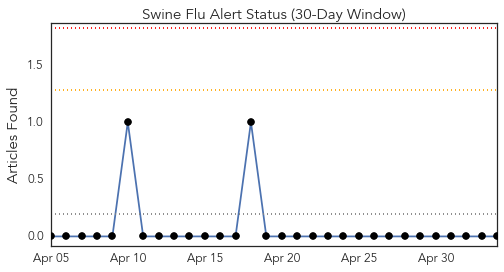 Swine Flu Alert Status (30-Day Window)
Articles Found
1.5
1.0
0.5
0.0
Apr 05 Apr 10 Apr 15 Apr 20 Apr 25 Apr 30